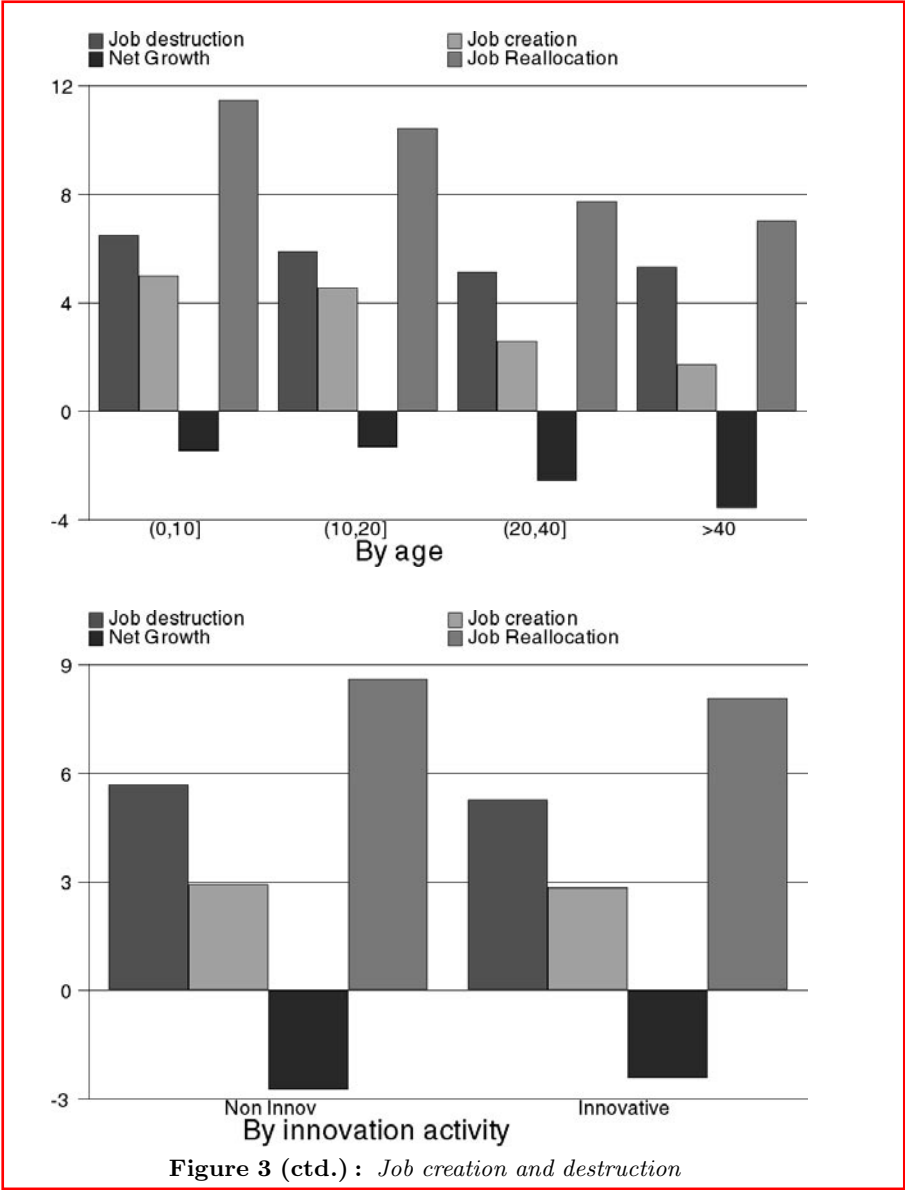 Job destruction Job creation
Net Growth Job Reallocation
12
8
4
0
-4
(0,10] (10,20] (20,40] >40
By age
Job destruction Job creation
Net Growth Job Reallocation
9
6
3
0
-3
Non Innov Innovative
By innovation activity
Figure 3 (ctd.) : Job creation and destruction